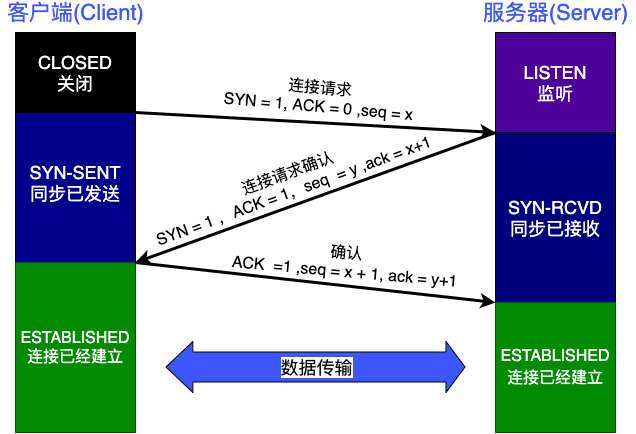 客户端(Client)
服务器(Server)
CLOSED
关闭
LISTEN
监听
连接请求
SYN = 1, ACK = 0 ,seq = x
SYN-SENT
同步已发送
连接请求确认
SYN = 1 , ACK = 1, seq = y ,ack = x+1
SYN-RCVD
同步已接收
确认
ACK =1 ,seq = x + 1, ack = y+1
ESTABLISHED
连接已经建立
数据传输
ESTABLISHED
连接已经建立